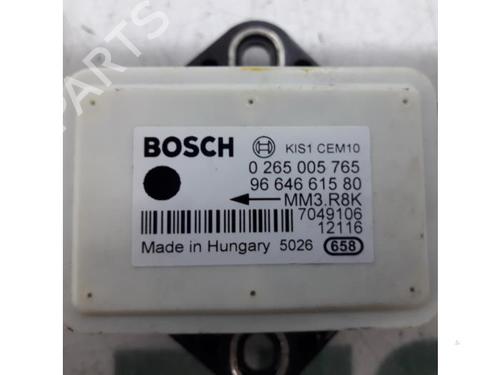 B-PARTS
BOSCH KIS1 CEM10
0 265 005 765
96 646 615 80
MM3.R8K
7049106
12116
Made in Hungary 5026 658